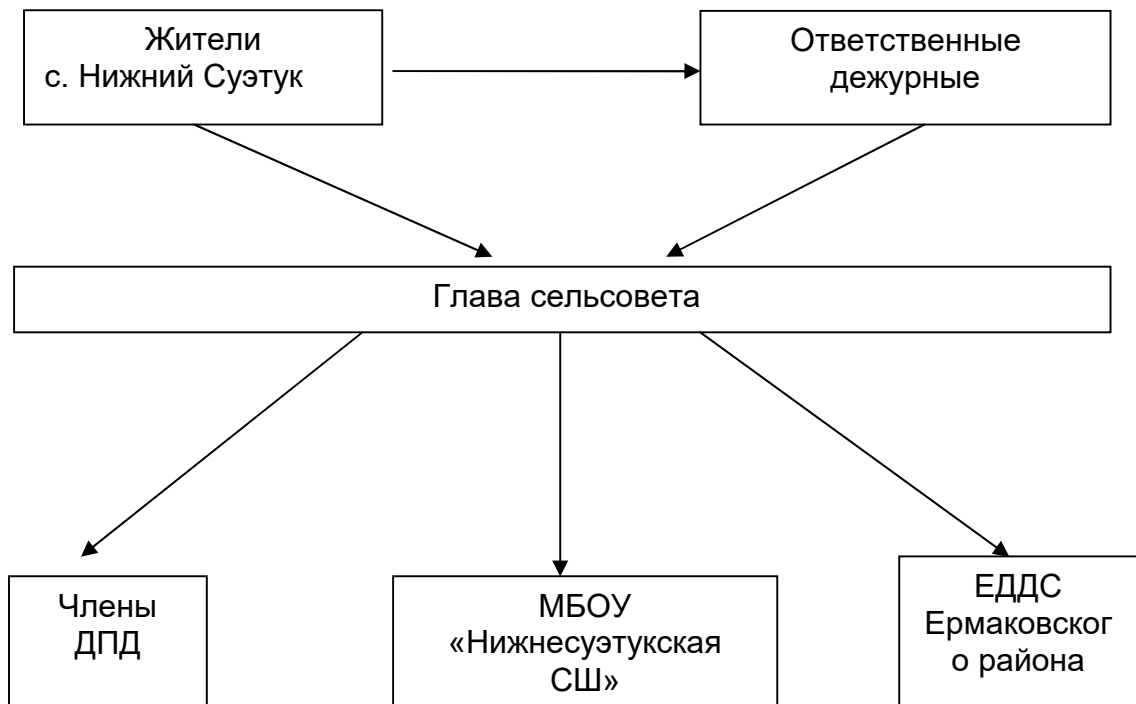 Жители
с. Нижний Суэтук
Ответственные
дежурные
Глава сельсовета
Члены
ДПД
МБОУ
«Нижнесуэтукская
СШ»
ЕДДС
Ермаковског
о района